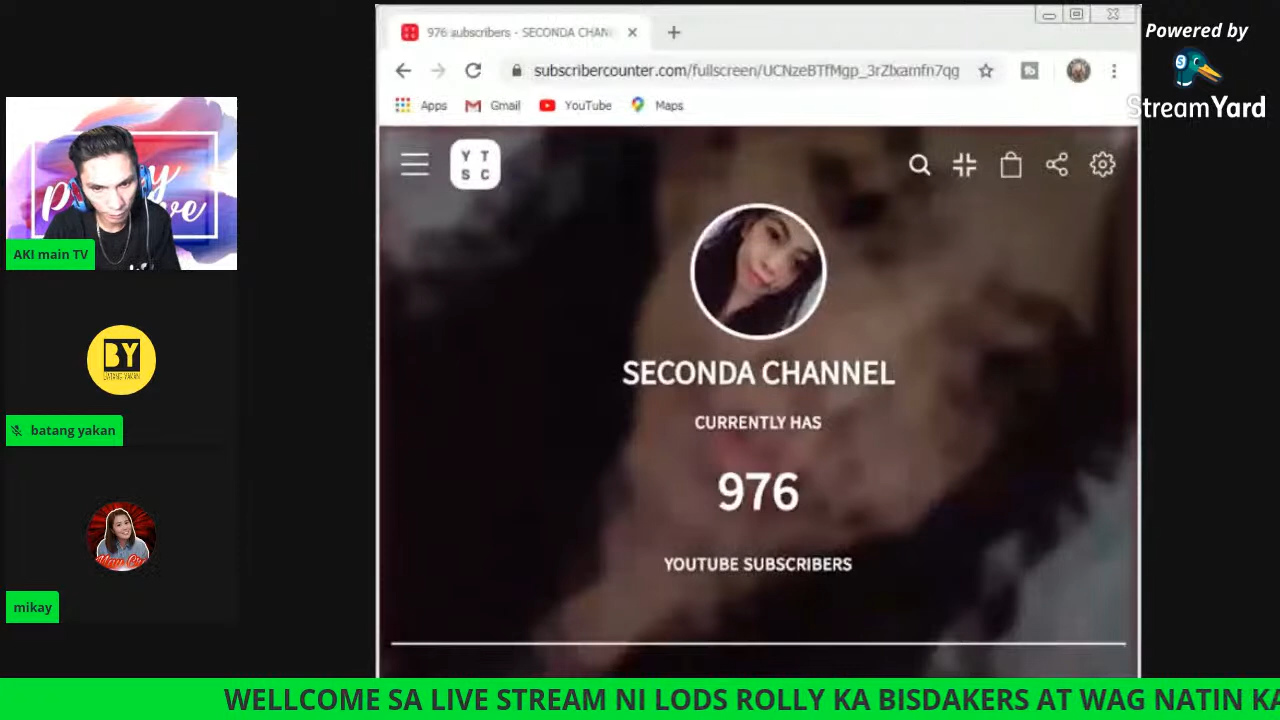 976 subscribers - SECONDA CHAN
subscribercounter.com/fullscreen/UCNzeBTfMgp_3rZlxamfn7qg
Apps
Gmail
YouTube
Maps
Powered by
StreamYard
Y T
S C
AKI main TV
BY
BATANG YAKAN
batang yakan
mikay
SECONDA CHANNEL
CURRENTLY HAS
976
YOUTUBE SUBSCRIBERS
WELLCOME SA LIVE STREAM NI LODS ROLLY KA BISDAKERS AT WAG NATIN KA